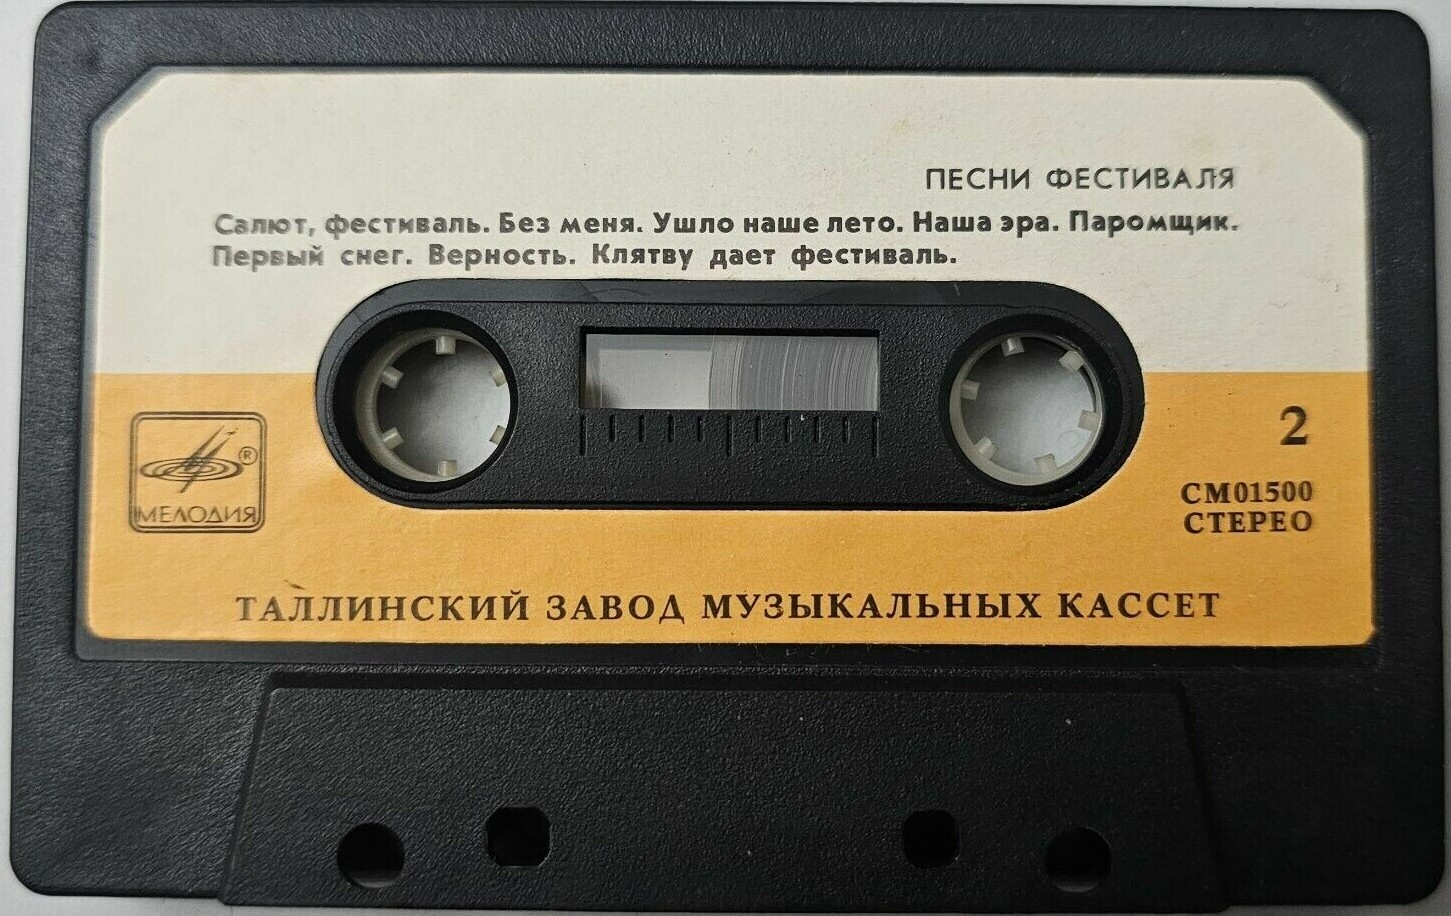 ПЕСНИ ФЕСТИВАЛЯ
Салют, фестиваль. Без меня. Ушло наше лето. Наша эра. Паромщик.
Первый снег. Верность. Клятву дает фестиваль.
2
®
МЕЛОДИЯ
СМ01500
СТЕРЕО
ТАЛЛИНСКИЙ ЗАВОД МУЗЫКАЛЬНЫХ КАССЕТ